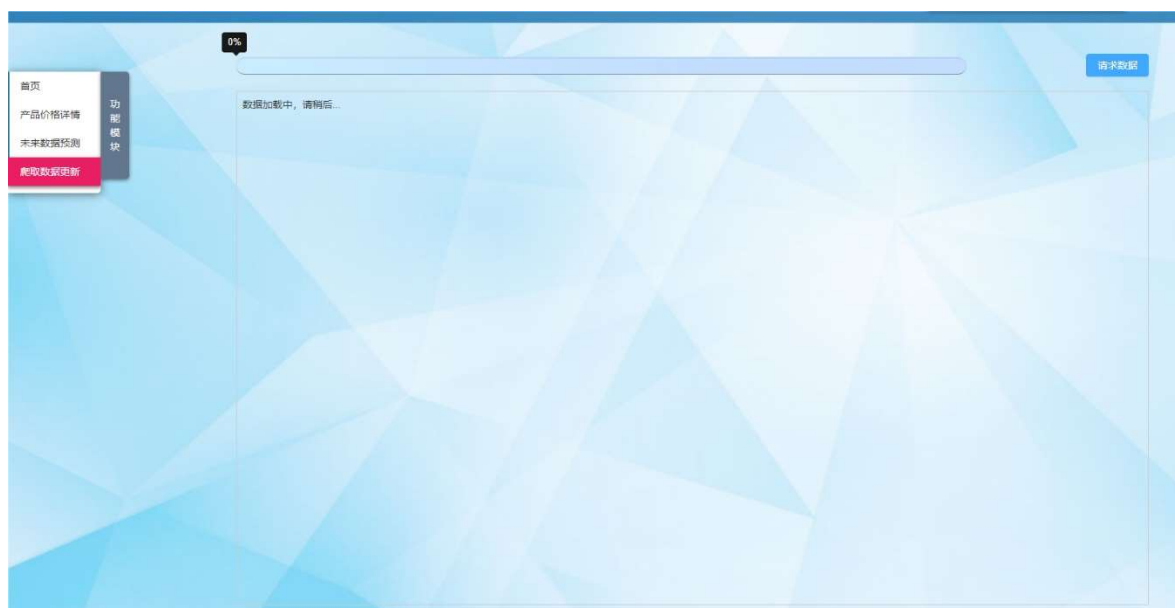 0%
请求数据
首页
产品价格详情
未来数据预测
爬取数据更新
功能模块
数据加载中，请稍后...